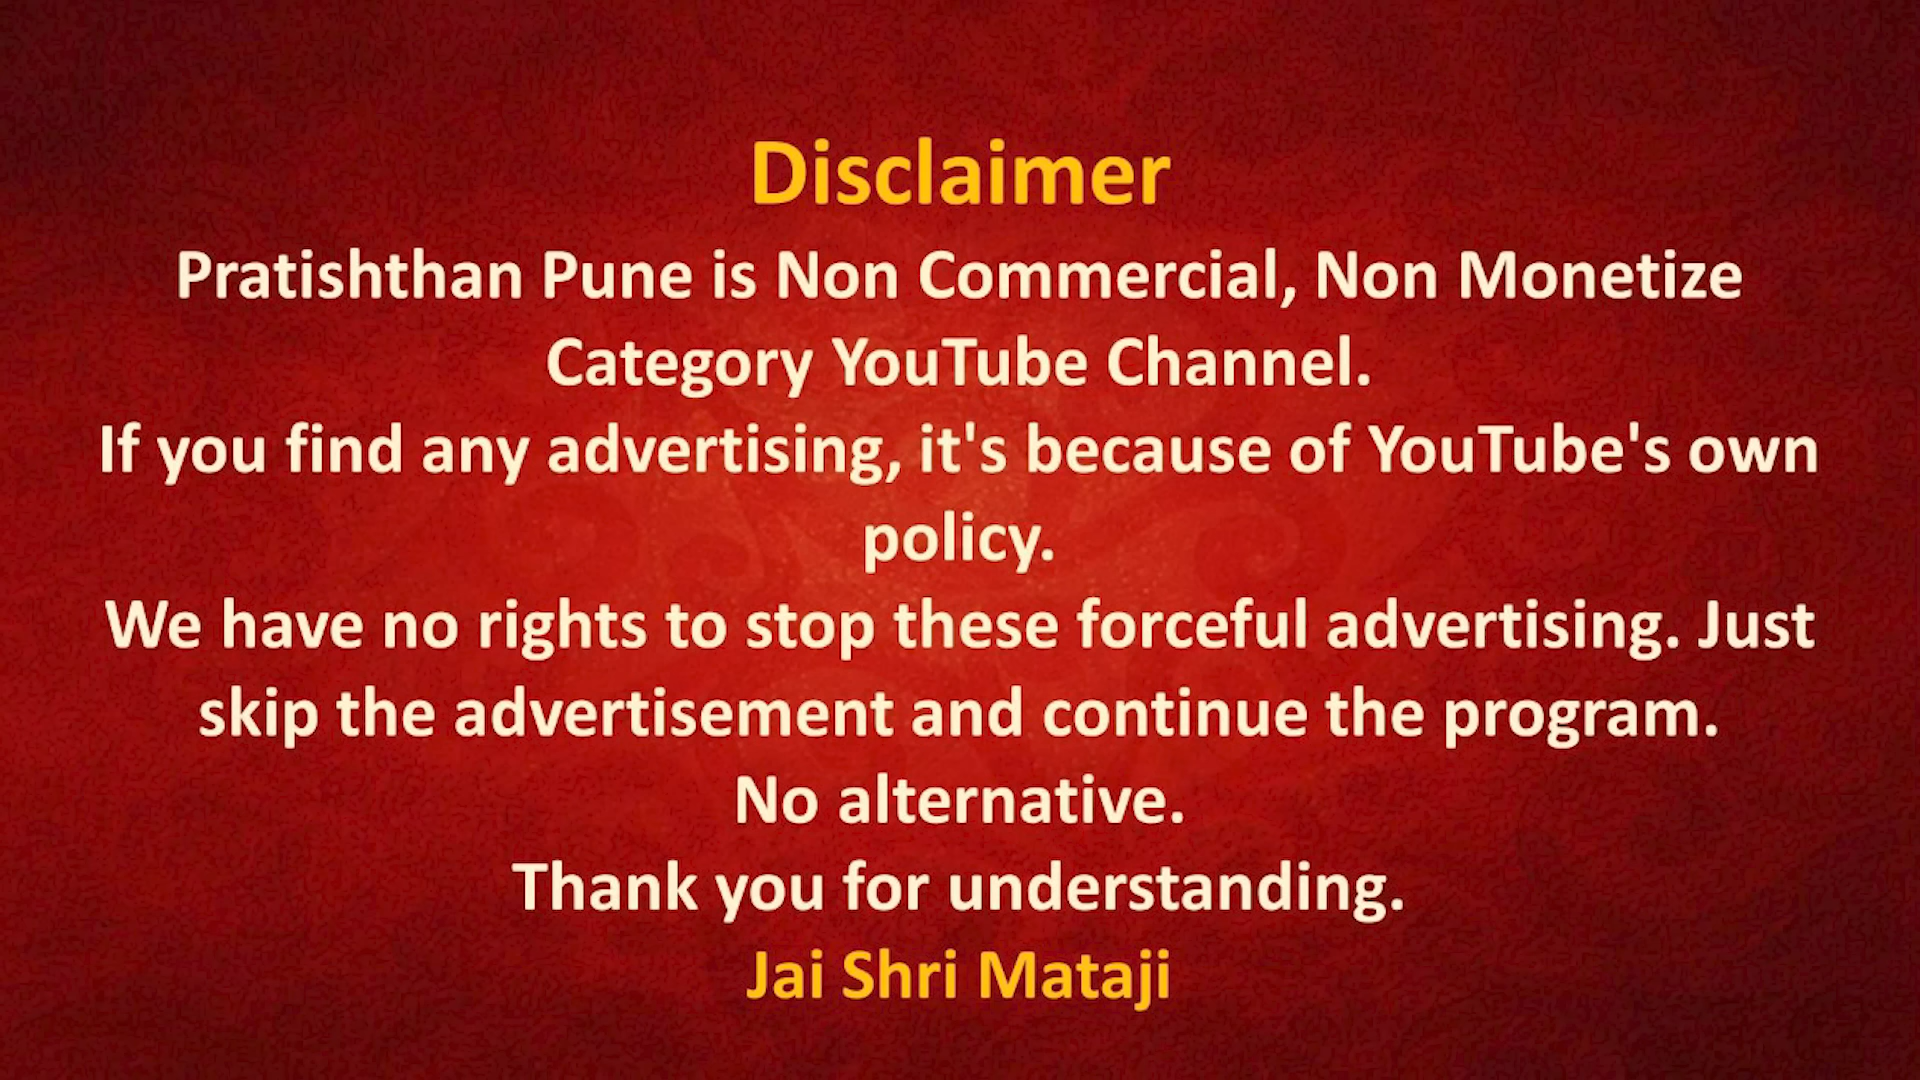 Disclaimer
Pratishthan Pune is Non Commercial, Non Monetize
Category YouTube Channel.
If you find any advertising, it's because of YouTube's own
policy.
We have no rights to stop these forceful advertising. Just
skip the advertisement and continue the program.
No alternative.
Thank you for understanding.
Jai Shri Mataji